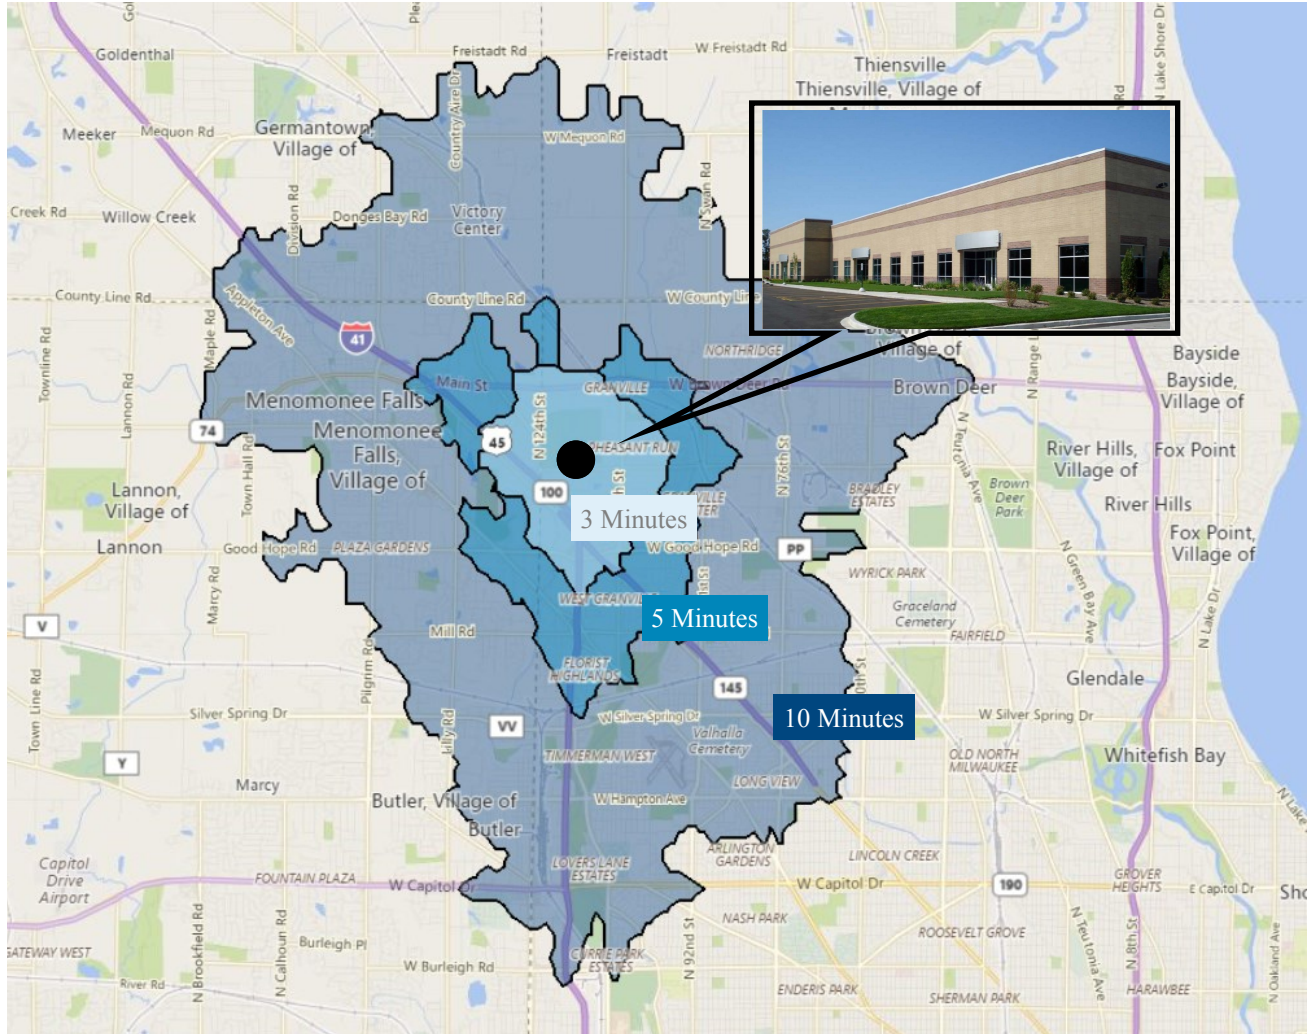 Goldenthal
Freistadt Rd
Freistadt
W Freistadt Rd
Thiensville
Thiensville, Village of
N Lake Shore Dr
Country Aire Dr
Meeker
Mequon Rd
Germantown,
Village of
W Mequon Rd
Creek Rd
Willow Creek
Division Rd
Donges Bay Rd
Victory
Center
N Swan Rd
County Line Rd
Appleton Ave
County Line Rd
W County Line
41
Maple Rd
Townline Rd
Lannon Rd
NORTHRIDGE
Village of
N Range L
Bayside
Bayside,
Village of
Main St
GRANVILLE
W Brown Deer Rd
Brown Deer
Menomonee Falls
Menomonee
Falls,
Village of
74
45
N 124th St
PHEASANT RUN
N 76th St
N Teutonia Ave
River Hills,
Village of
Fox Point
Town Hall Rd
100
BRADLEY
ESTATES
Brown
Deer
Park
River Hills
Lannon,
Village of
Lannon
3 Minutes
Fox Point,
Village of
Good Hope Rd
PLAZA GARDENS
W Good Hope Rd
PP
WYRICK PARK
N Green Bay Ave
Marcy Rd
WEST GRANVILLE
5 Minutes
Graceland
Cemetery
N Lake Dr
V
Mill Rd
FAIRFIELD
Pilgrim Rd
FLORIST
HIGHLANDS
145
Glendale
Town Line Rd
Silver Spring Dr
Lilly Rd
VV
W Silver Spring Dr
10 Minutes
W Silver Spring Dr
Valhalla
Cemetery
Y
TIMMERMAN WEST
LONG VIEW
OLD NORTH
MILWAUKEE
Whitefish Bay
Marcy
Butler, Village of
W Hampton Ave
N Lake
Butler
Capitol
Drive
Airport
FOUNTAIN PLAZA
LOVERS LANE
ESTATES
ARLINGTON
GARDENS
LINCOLN CREEK
W Capitol Dr
W Capitol Dr
190
GROVER
HEIGHTS
E Capitol Dr
Sho
N Brookfield Rd
N Calhoun Rd
N 92nd St
NASH PARK
ROOSEVELT GROVE
N Teutonia Ave
N 8th St
N Oakland Ave
GATEWAY WEST
Burleigh Pl
CURRIE PARK
ESTATES
W Burleigh Rd
River Rd
ENDERIS PARK
SHERMAN PARK
HARAWBEE